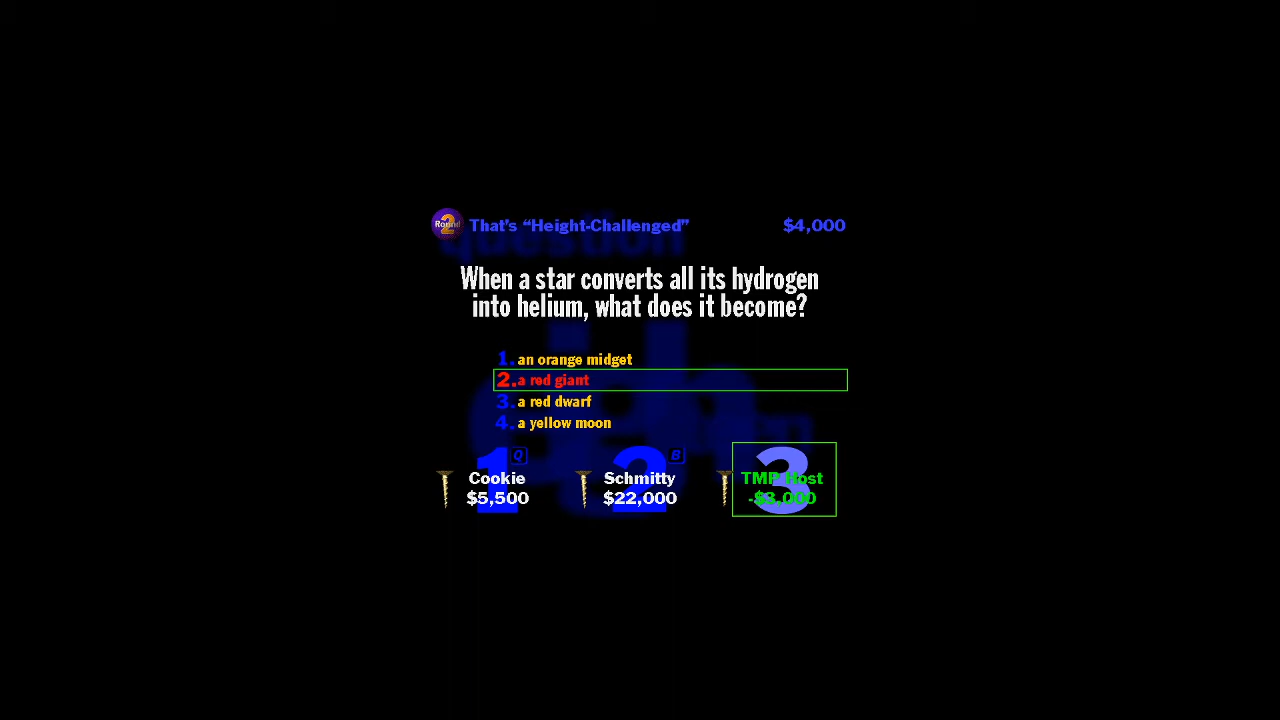 Round 2 That's “Height-Challenged” $4,000
question
When a star converts all its hydrogen
into helium, what does it become?
1. an orange midget
2. a red giant
3. a red dwarf
4. a yellow moon
1 Q 2 B 3
Cookie Schmitty TMP Host
$5,500 $22,000 -$3,000